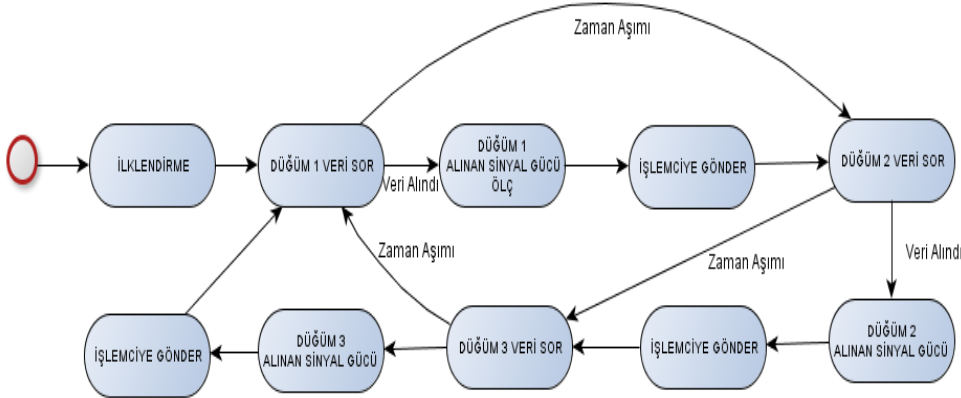 Zaman Aşımı
İLKLENDİRME
DÜĞÜM 1 VERİ SOR
Veri Alındı
DÜĞÜM 1
ALINAN SİNYAL GÜCÜ
ÖLÇ
İŞLEMCİYE GÖNDER
DÜĞÜM 2 VERİ SOR
Zaman Aşımı
Zaman Aşımı
Veri Alındı
İŞLEMCİYE GÖNDER
DÜĞÜM 3
ALINAN SİNYAL GÜCÜ
DÜĞÜM 3 VERİ SOR
İŞLEMCİYE GÖNDER
DÜĞÜM 2
ALINAN SİNYAL GÜCÜ